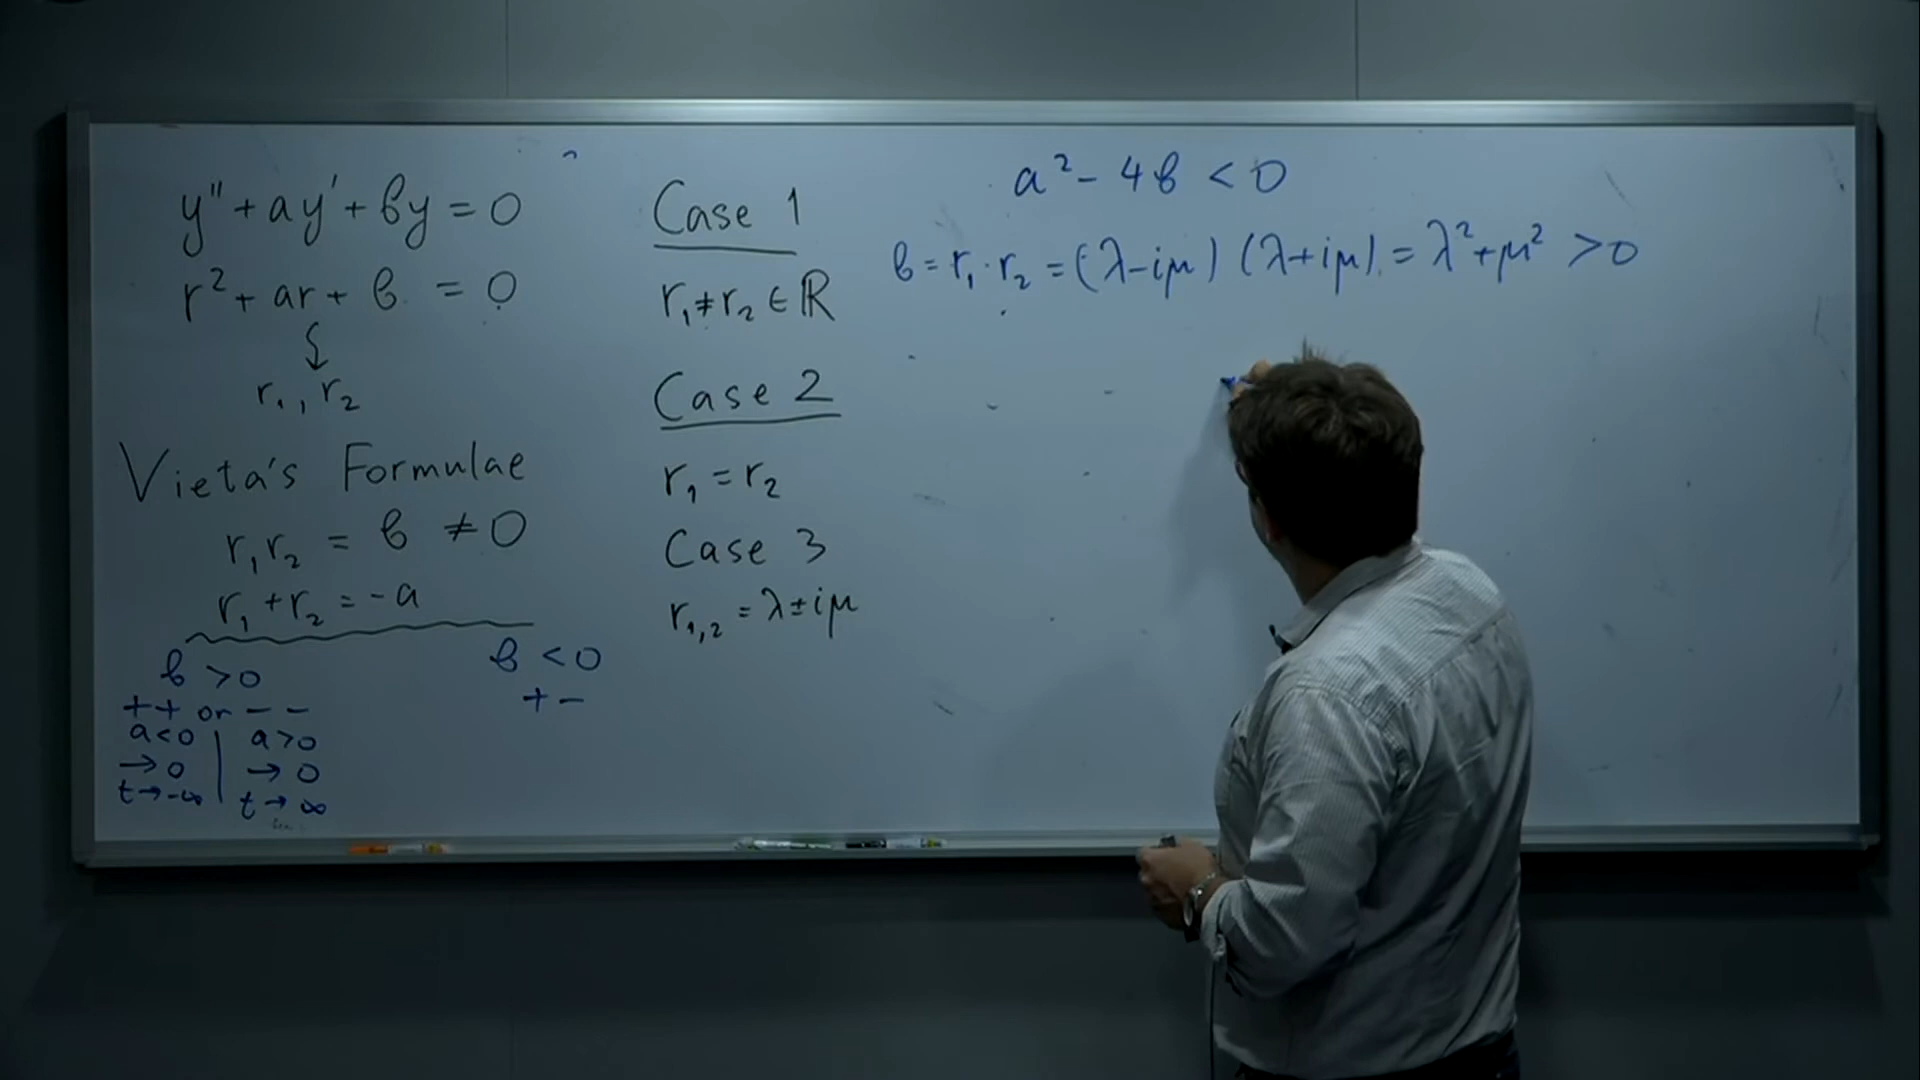 y'' + ay' + by = 0
r² + ar + b = 0
r₁, r₂
Vieta's Formulae
r₁r₂ = b ≠ 0
r₁ + r₂ = -a
b > 0
+ + or - -
a < 0 | a > 0
→ 0 | → 0
t → -∞ | t → ∞
b < 0
+ -
Case 1
r₁ ≠ r₂ ∈ ℝ
Case 2
r₁ = r₂
Case 3
r₁,₂ = λ ± iμ
a² - 4b < 0
b = r₁ · r₂ = (λ - iμ) (λ + iμ) = λ² + μ² > 0